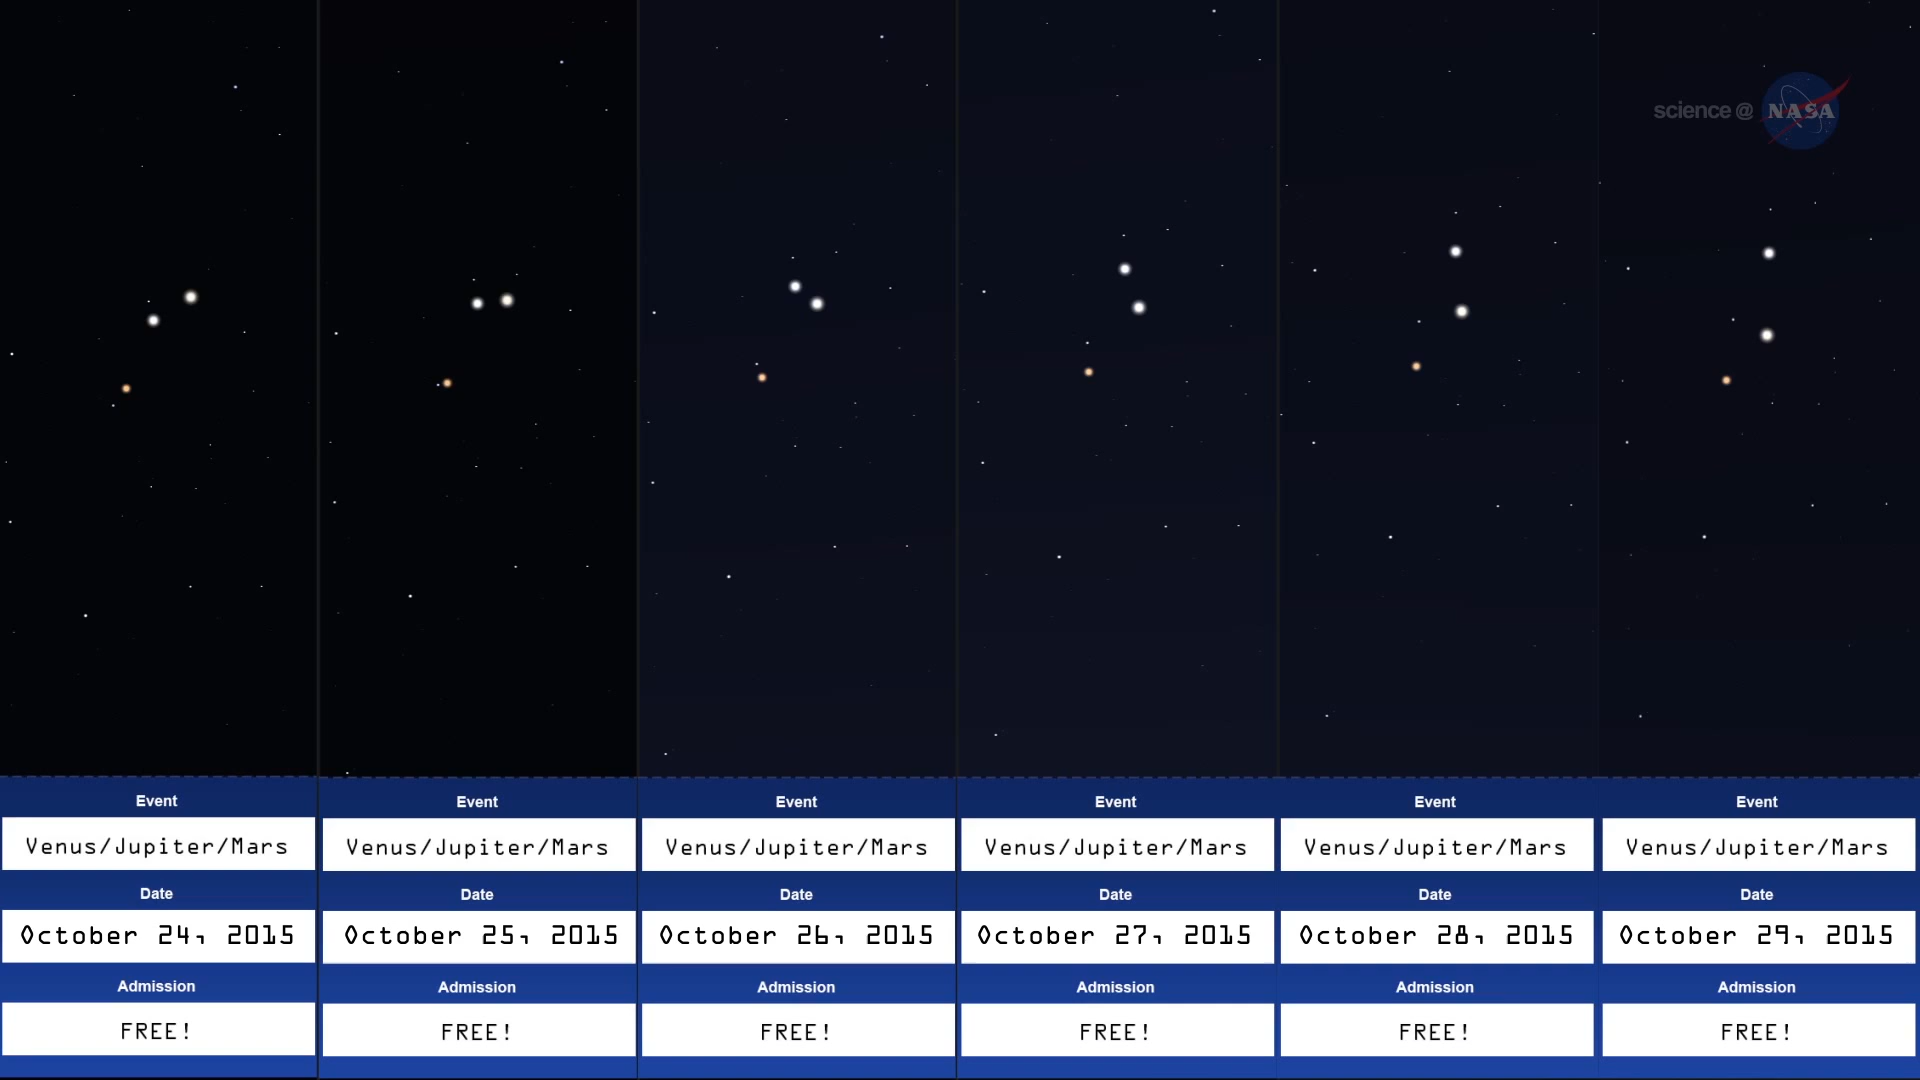 science @ NASA
Event
Venus/Jupiter/Mars
Date
October 24, 2015
Admission
FREE!
Event
Venus/Jupiter/Mars
Date
October 25, 2015
Admission
FREE!
Event
Venus/Jupiter/Mars
Date
October 26, 2015
Admission
FREE!
Event
Venus/Jupiter/Mars
Date
October 27, 2015
Admission
FREE!
Event
Venus/Jupiter/Mars
Date
October 28, 2015
Admission
FREE!
Event
Venus/Jupiter/Mars
Date
October 29, 2015
Admission
FREE!